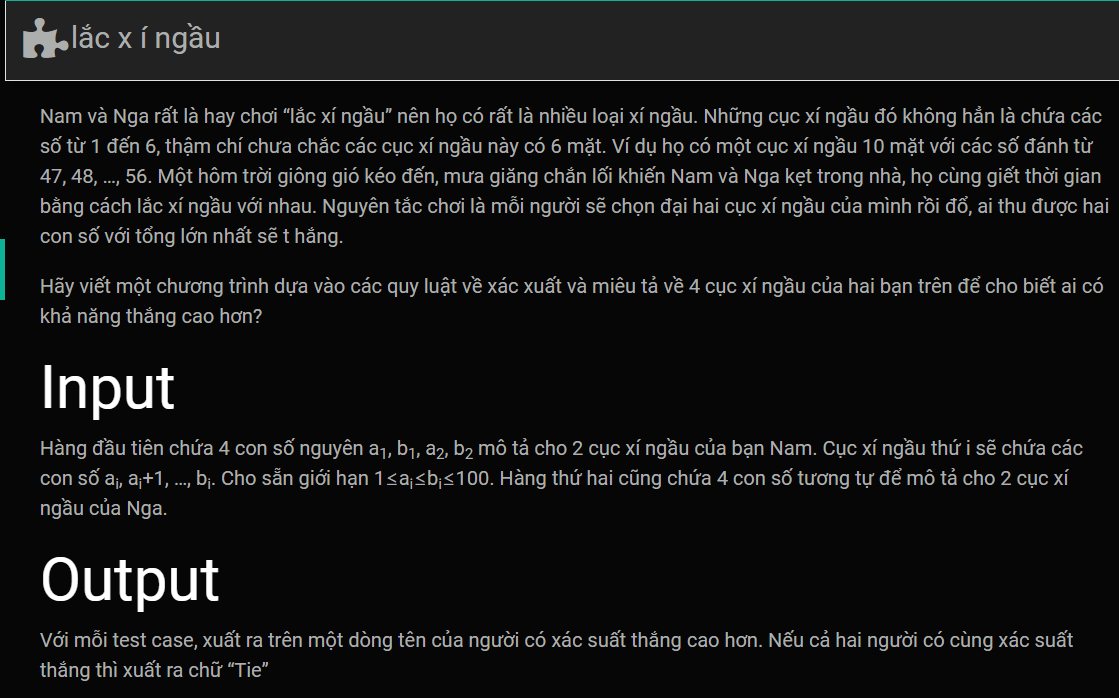 lắc x í ngầu
Nam và Nga rất là hay chơi “lắc xí ngầu” nên họ có rất là nhiều loại xí ngầu. Những cục xí ngầu đó không hẳn là chứa các
số từ 1 đến 6, thậm chí chưa chắc các cục xí ngầu này có 6 mặt. Ví dụ họ có một cục xí ngầu 10 mặt với các số đánh từ
47, 48, ..., 56. Một hôm trời giông gió kéo đến, mưa giăng chắn lối khiến Nam và Nga kẹt trong nhà, họ cùng giết thời gian
bằng cách lắc xí ngầu với nhau. Nguyên tắc chơi là mỗi người sẽ chọn đại hai cục xí ngầu của mình rồi đổ, ai thu được hai
con số với tổng lớn nhất sẽ t hắng.
Hãy viết một chương trình dựa vào các quy luật về xác xuất và miêu tả về 4 cục xí ngầu của hai bạn trên để cho biết ai có
khả năng thắng cao hơn?
Input
Hàng đầu tiên chứa 4 con số nguyên a₁, b₁, a₂, b₂ mô tả cho 2 cục xí ngầu của bạn Nam. Cục xí ngầu thứ i sẽ chứa các
con số aᵢ, aᵢ+1, ..., bᵢ. Cho sẵn giới hạn 1≤aᵢ≤bᵢ≤100. Hàng thứ hai cũng chứa 4 con số tương tự để mô tả cho 2 cục xí
ngầu của Nga.
Output
Với mỗi test case, xuất ra trên một dòng tên của người có xác suất thắng cao hơn. Nếu cả hai người có cùng xác suất
thắng thì xuất ra chữ “Tie”